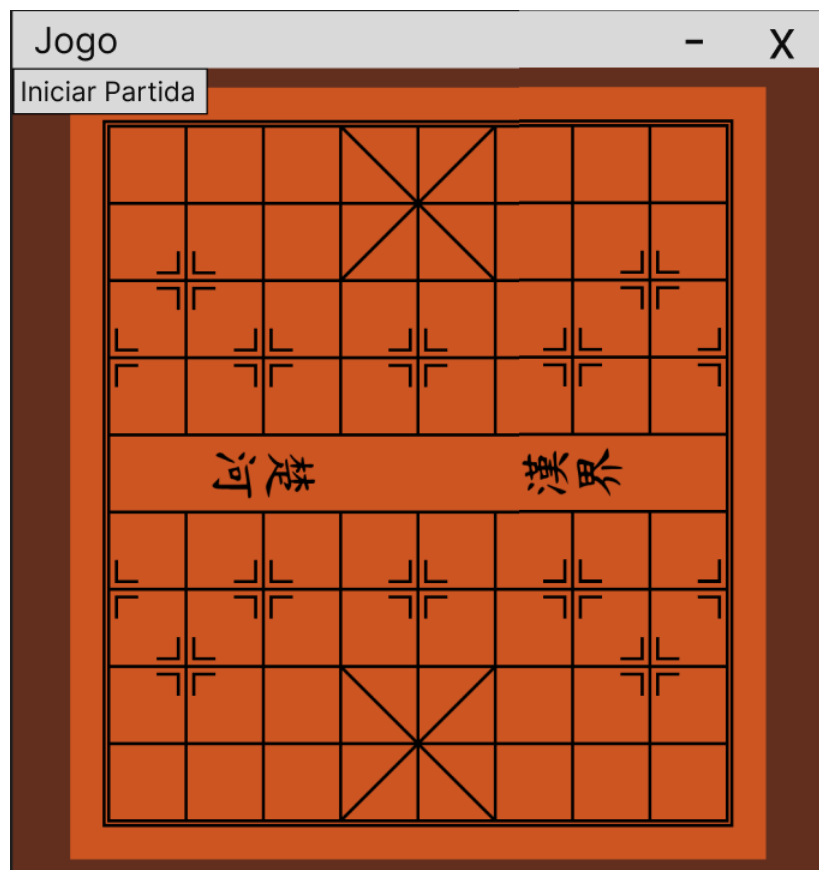 Jogo
- X
Iniciar Partida
楚河
漢界